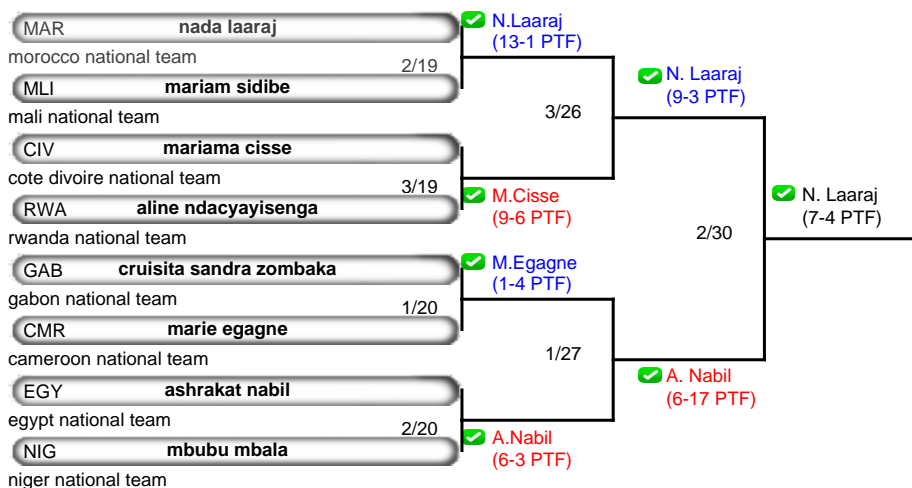 MAR nada laaraj
morocco national team
2/19
MLI mariam sidibe
mali national team
CIV mariama cisse
cote divoire national team
3/19
RWA aline ndacyayisenga
rwanda national team
GAB cruisita sandra zombaka
gabon national team
1/20
CMR marie egagne
cameroon national team
EGY ashrakat nabil
egypt national team
2/20
NIG mbubu mbala
niger national team
N.Laaraj
(13-1 PTF)
3/26
M.Cisse
(9-6 PTF)
M.Egagne
(1-4 PTF)
1/27
A.Nabil
(6-3 PTF)
N. Laaraj
(9-3 PTF)
2/30
A. Nabil
(6-17 PTF)
N. Laaraj
(7-4 PTF)